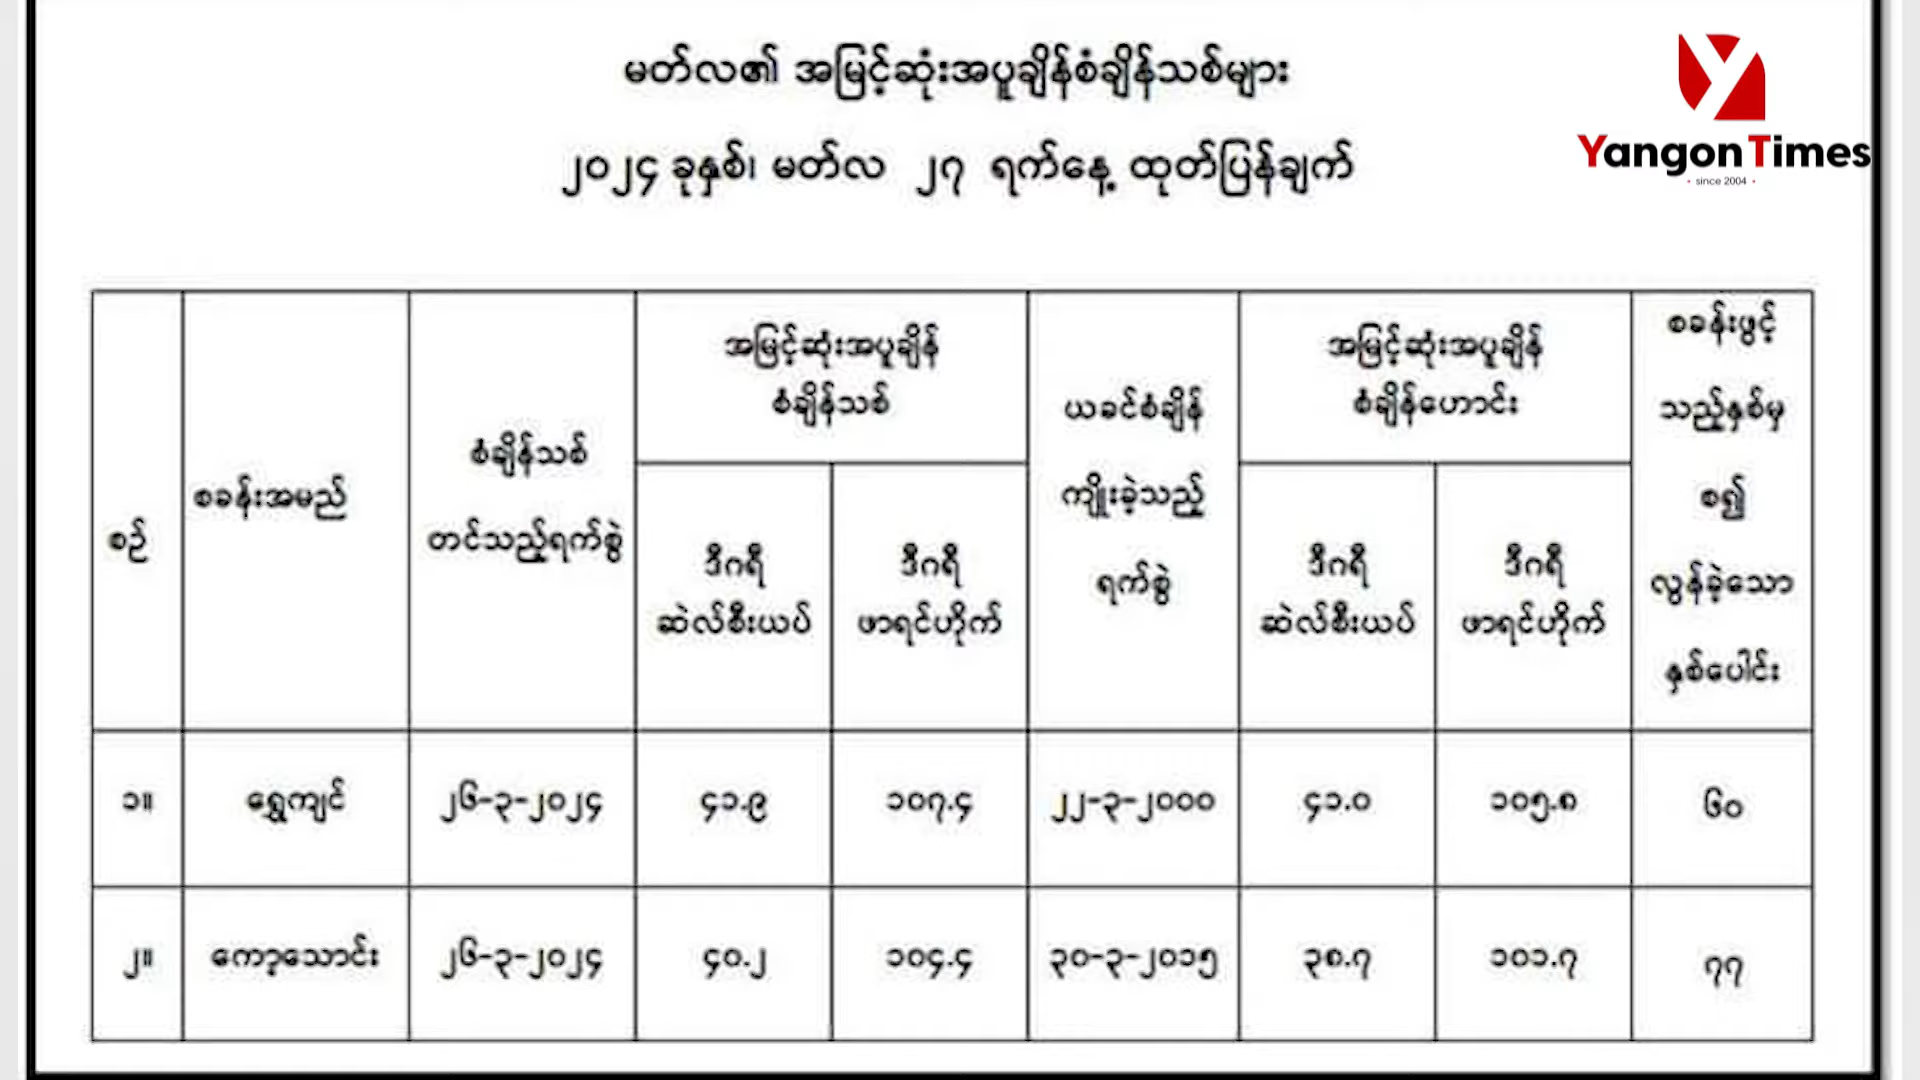 မတ်လ၏ အမြင့်ဆုံးအပူချိန်စံချိန်သစ်များ
၂၀၂၄ ခုနှစ်၊ မတ်လ ၂၇ ရက်နေ့ ထုတ်ပြန်ချက်
YangonTimes
· since 2004 ·
စဉ်
စခန်းအမည်
စံချိန်သစ်
တင်သည့်ရက်စွဲ
အမြင့်ဆုံးအပူချိန်
စံချိန်သစ်
ဒီဂရီ
ဆဲလ်စီးယပ်
ဒီဂရီ
ဖာရင်ဟိုက်
ယခင်စံချိန်
ကျိုးခဲ့သည့်
ရက်စွဲ
အမြင့်ဆုံးအပူချိန်
စံချိန်ဟောင်း
ဒီဂရီ
ဆဲလ်စီးယပ်
ဒီဂရီ
ဖာရင်ဟိုက်
စခန်းဖွင့်
သည့်နှစ်မှ
စ၍
လွန်ခဲ့သော
နှစ်ပေါင်း
၁။ ရွှေကျင် ၂၆-၃-၂၀၂၄ ၄၁.၉ ၁၀၇.၄ ၂၂-၃-၂၀၀၀ ၄၁.၀ ၁၀၅.၈ ၆၀
၂။ ကော့သောင်း ၂၆-၃-၂၀၂၄ ၄၀.၂ ၁၀၄.၄ ၃၀-၃-၂၀၁၅ ၃၈.၇ ၁၀၁.၇ ၇၇